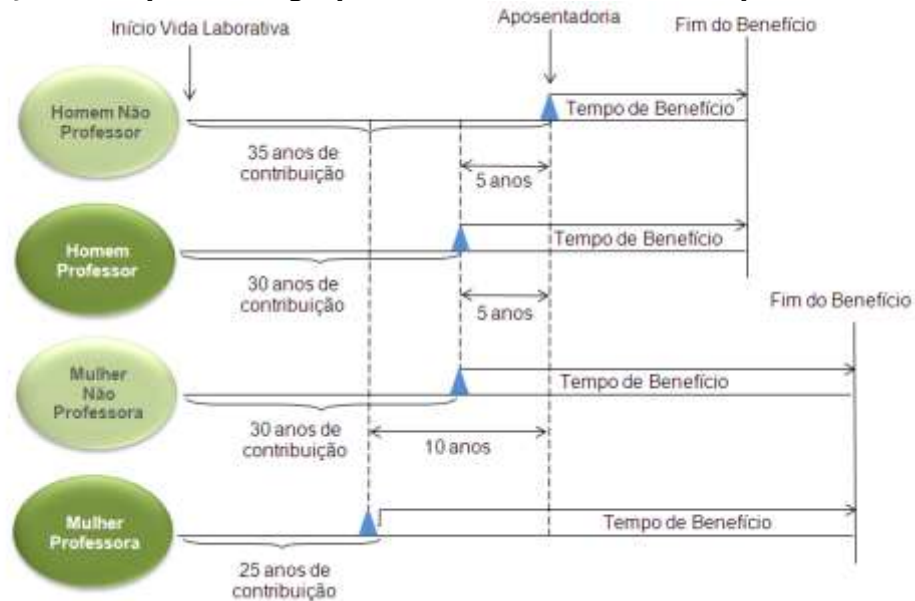 Início Vida Laborativa
Aposentadoria
Fim do Benefício
Homem Não
Professor
Tempo de Benefício
35 anos de
contribuição
5 anos
Homem
Professor
Tempo de Benefício
30 anos de
contribuição
5 anos
Fim do Benefício
Mulher
Não
Professora
Tempo de Benefício
30 anos de
contribuição
10 anos
Mulher
Professora
Tempo de Benefício
25 anos de
contribuição